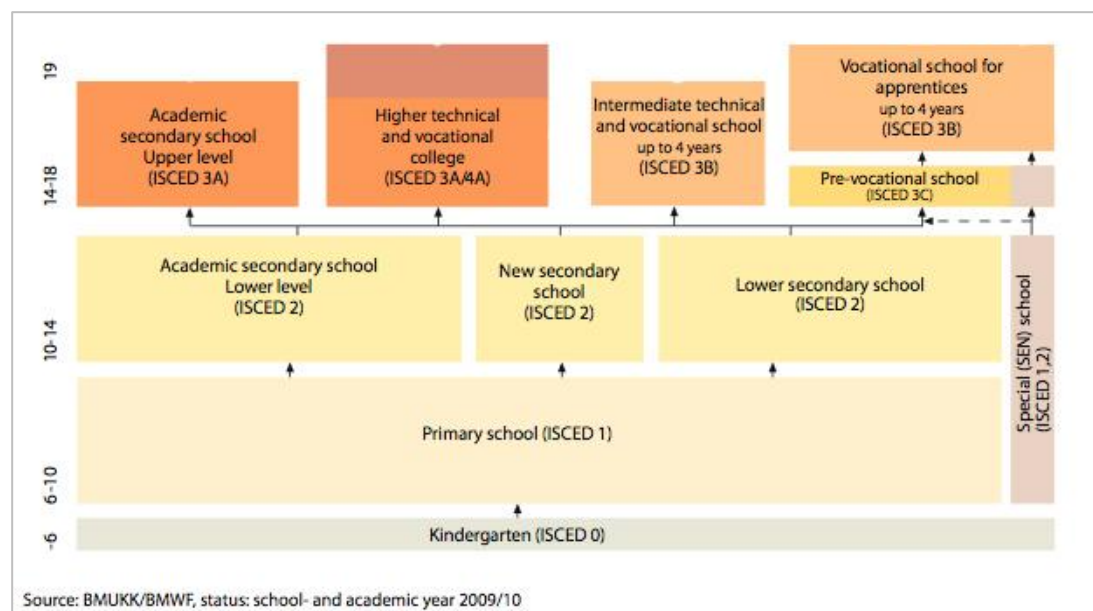 19
Academic
secondary school
Upper level
(ISCED 3A)
Higher technical
and vocational
college
(ISCED 3A/4A)
Intermediate technical
and vocational school
up to 4 years
(ISCED 3B)
Vocational school for
apprentices
up to 4 years
(ISCED 3B)
14-18
Pre-vocational school
(ISCED 3C)
Academic secondary school
Lower level
(ISCED 2)
New secondary
school
(ISCED 2)
Lower secondary school
(ISCED 2)
10-14
Special (SEN) school
(ISCED 1,2)
Primary school (ISCED 1)
6-10
Kindergarten (ISCED 0)
-6
Source: BMUKK/BMWF, status: school- and academic year 2009/10